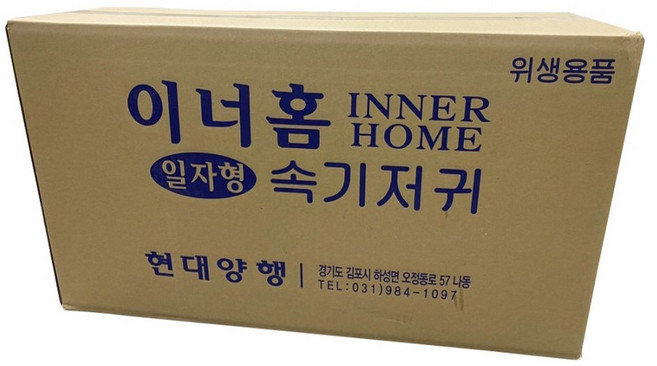 위생용품
이너홈 INNER HOME
일자형 속기저귀
현대양행
경기도 김포시 하성면 오정동로 57 나동
TEL:031)984-1097